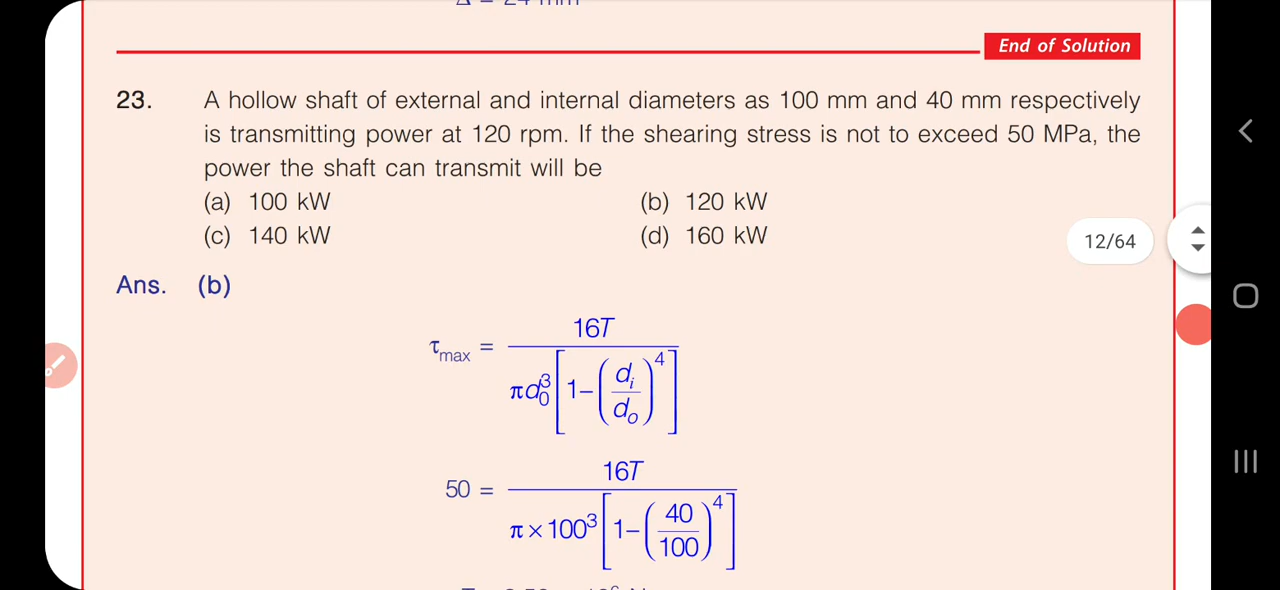 End of Solution
23. A hollow shaft of external and internal diameters as 100 mm and 40 mm respectively
is transmitting power at 120 rpm. If the shearing stress is not to exceed 50 MPa, the
power the shaft can transmit will be
(a) 100 kW (b) 120 kW
(c) 140 kW (d) 160 kW
12/64
Ans. (b)
τmax = 16T / πd₀³[1–(di/do)⁴]
50 = 16T / π × 100³[1–(40/100)⁴]